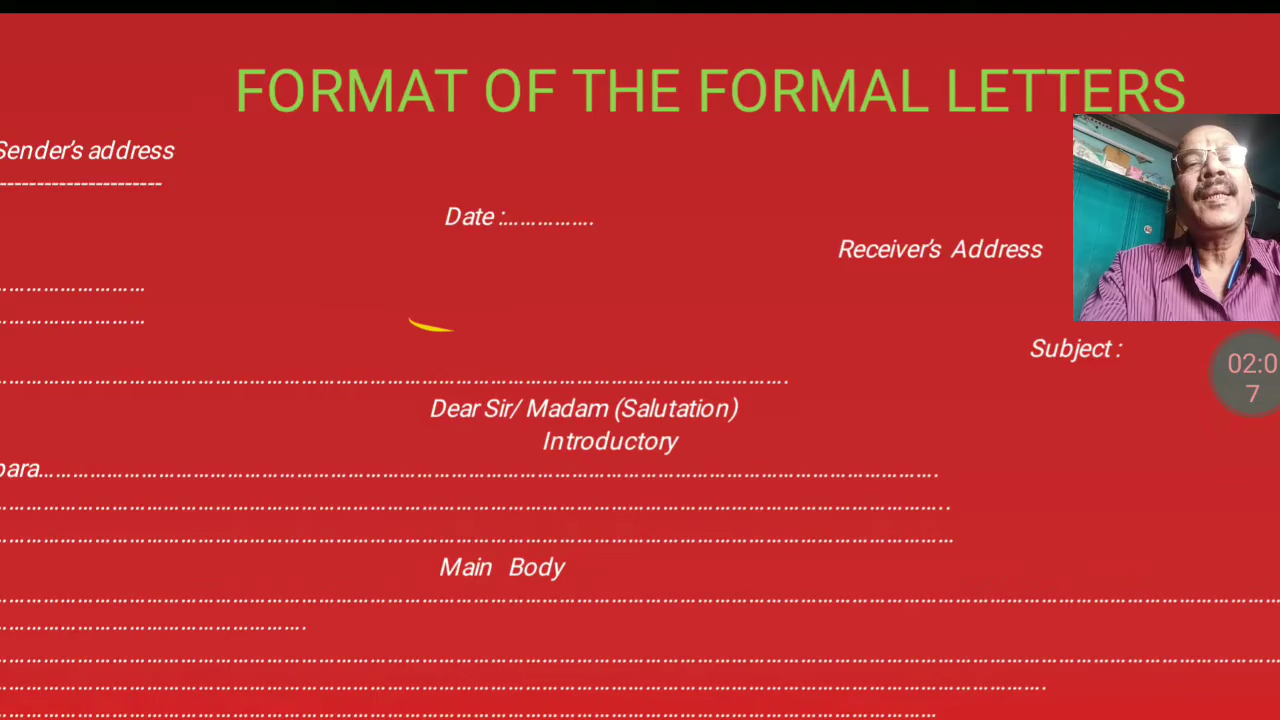 FORMAT OF THE FORMAL LETTERS
Sender's address
----------------------
Date :...............
Receiver's Address
……………………
……………………
Subject :
…………………………………………………………………………………………………….
Dear Sir/ Madam (Salutation)
Introductory
para……………………………………………………………………………………………………….
…………………………………………………………………………………………………………..
……………………………………………………………………………………………………………
Main Body
………………………………………………………………………………………………………………………………………………
…………………………………….
………………………………………………………………………………………………………………………………………………
………………………………………………………………………………………………………………………….
…………………………………………………………………………………………………………
02:0
7